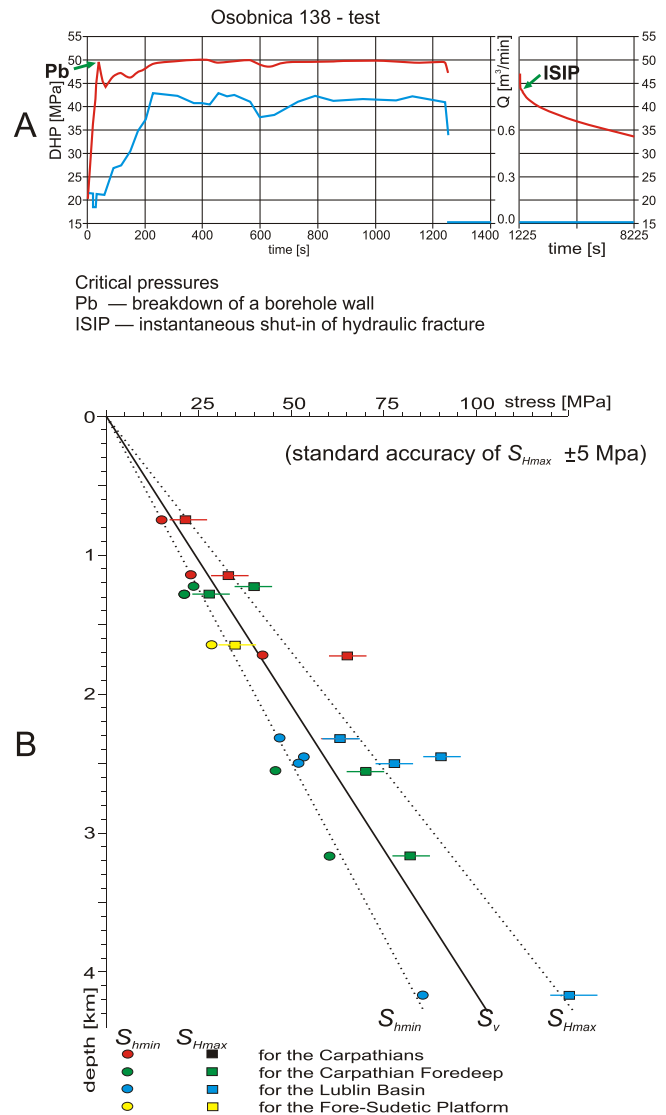 Osobnica 138 - test
A
DHP [MPa]
55
50
45
40
35
30
25
20
15
Pb
0 200 400 600 800 1000 1200 1400
time [s]
Q [m³/min]
0.9
0.6
0.3
0.0
ISIP
55
50
45
40
35
30
25
20
15
1225 8225
time [s]
Critical pressures
Pb — breakdown of a borehole wall
ISIP — instantaneous shut-in of hydraulic fracture
B
25 50 75 100 stress [MPa]
(standard accuracy of SHmax ±5 Mpa)
0
1
2
3
4
depth [km]
Shmin Sv SHmax
Shmin SHmax
for the Carpathians
for the Carpathian Foredeep
for the Lublin Basin
for the Fore-Sudetic Platform